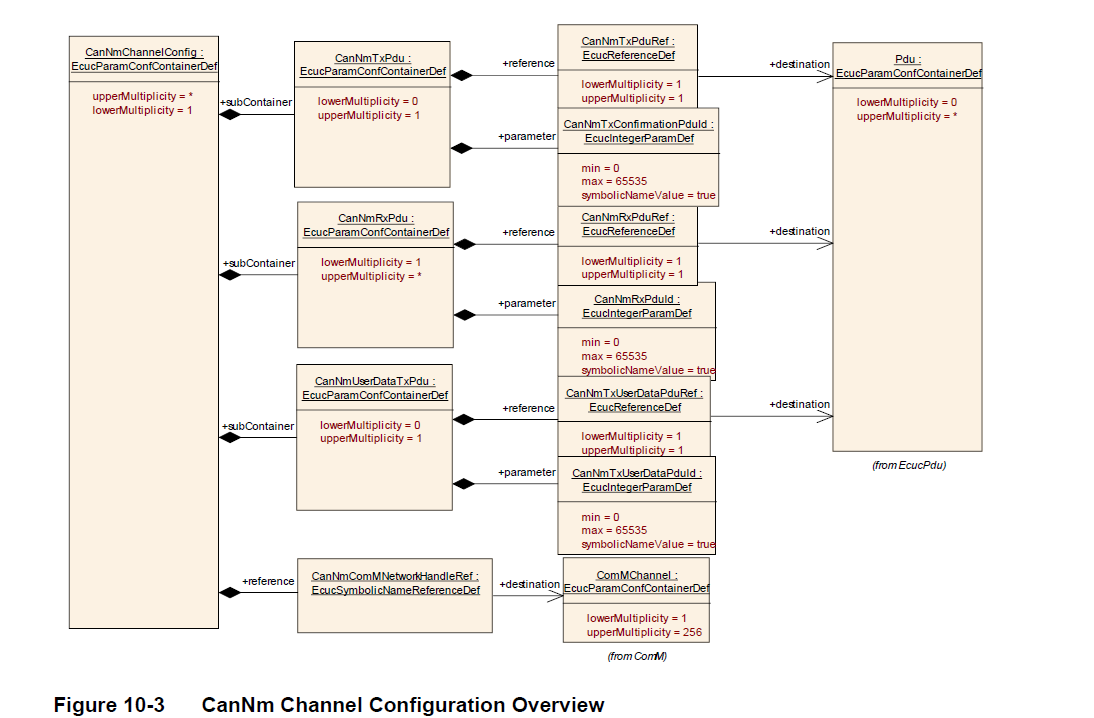 CanNmChannelConfig :
EcucParamConfContainerDef
upperMultiplicity = *
lowerMultiplicity = 1
+subContainer
CanNmTxPdu :
EcucParamConfContainerDef
lowerMultiplicity = 0
upperMultiplicity = 1
+reference
CanNmTxPduRef :
EcucReferenceDef
lowerMultiplicity = 1
upperMultiplicity = 1
+destination
Pdu :
EcucParamConfContainerDef
lowerMultiplicity = 0
upperMultiplicity = *
+parameter
CanNmTxConfirmationPduId :
EcucIntegerParamDef
min = 0
max = 65535
symbolicNameValue = true
+subContainer
CanNmRxPdu :
EcucParamConfContainerDef
lowerMultiplicity = 1
upperMultiplicity = *
+reference
CanNmRxPduRef :
EcucReferenceDef
lowerMultiplicity = 1
upperMultiplicity = 1
+destination
+parameter
CanNmRxPduId :
EcucIntegerParamDef
min = 0
max = 65535
symbolicNameValue = true
+subContainer
CanNmUserDataTxPdu :
EcucParamConfContainerDef
lowerMultiplicity = 0
upperMultiplicity = 1
+reference
CanNmTxUserDataPduRef :
EcucReferenceDef
lowerMultiplicity = 1
upperMultiplicity = 1
+destination
(from EcucPdu)
+parameter
CanNmTxUserDataPduId :
EcucIntegerParamDef
min = 0
max = 65535
symbolicNameValue = true
+reference
CanNmComMNetworkHandleRef :
EcucSymbolicNameReferenceDef
+destination
ComMChannel :
EcucParamConfContainerDef
lowerMultiplicity = 1
upperMultiplicity = 256
(from ComM)
Figure 10-3 CanNm Channel Configuration Overview